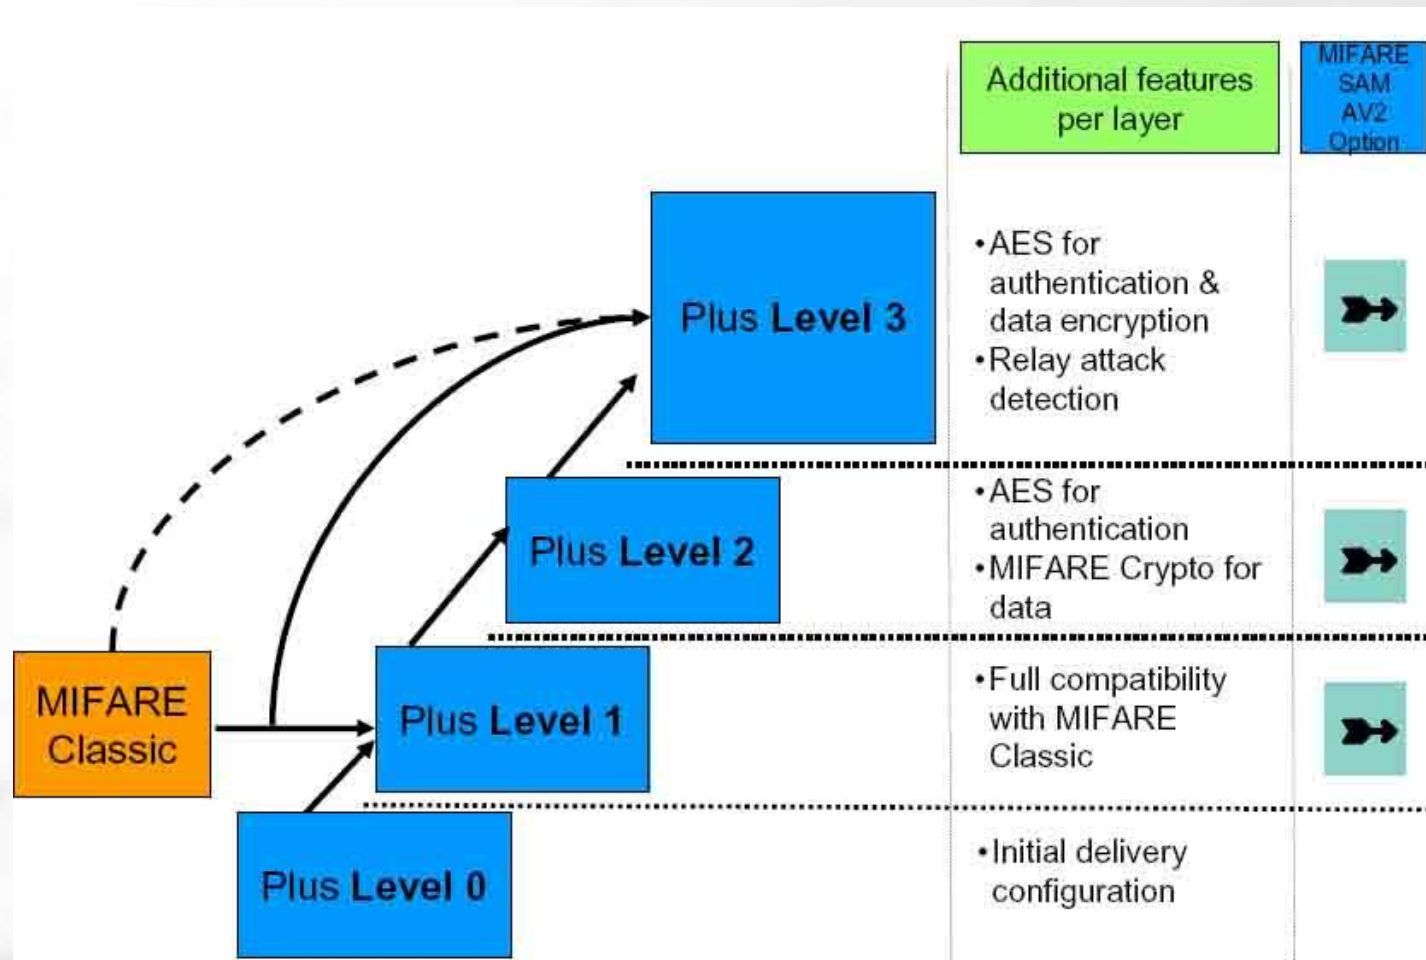 Additional features
per layer
MIFARE
SAM
AV2
Option
Plus Level 3
•AES for
authentication &
data encryption
•Relay attack
detection
Plus Level 2
•AES for
authentication
•MIFARE Crypto for
data
MIFARE
Classic
Plus Level 1
•Full compatibility
with MIFARE
Classic
Plus Level 0
•Initial delivery
configuration